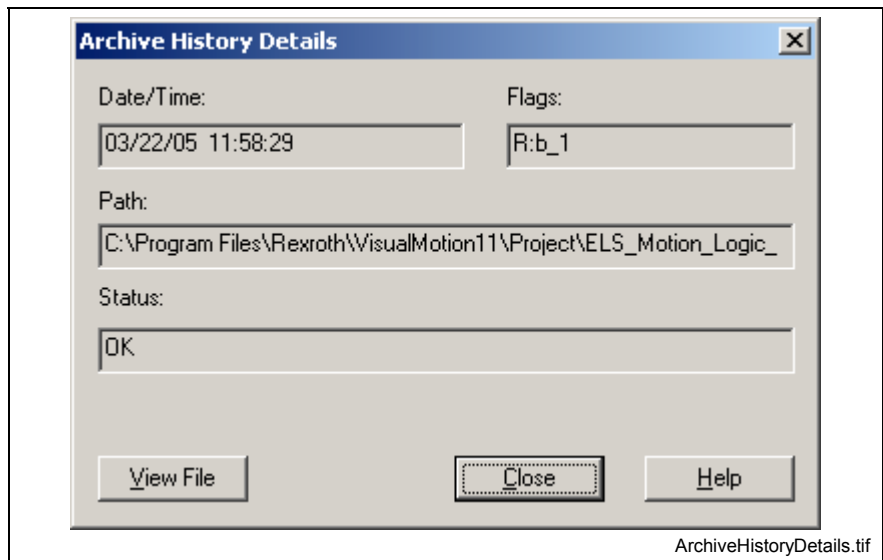 Archive History Details
Date/Time:
Flags:
03/22/05 11:58:29
R:b_1
Path:
C:\Program Files\Rexroth\VisualMotion11\Project\ELS_Motion_Logic_
Status:
OK
View File
Close
Help
ArchiveHistoryDetails.tif